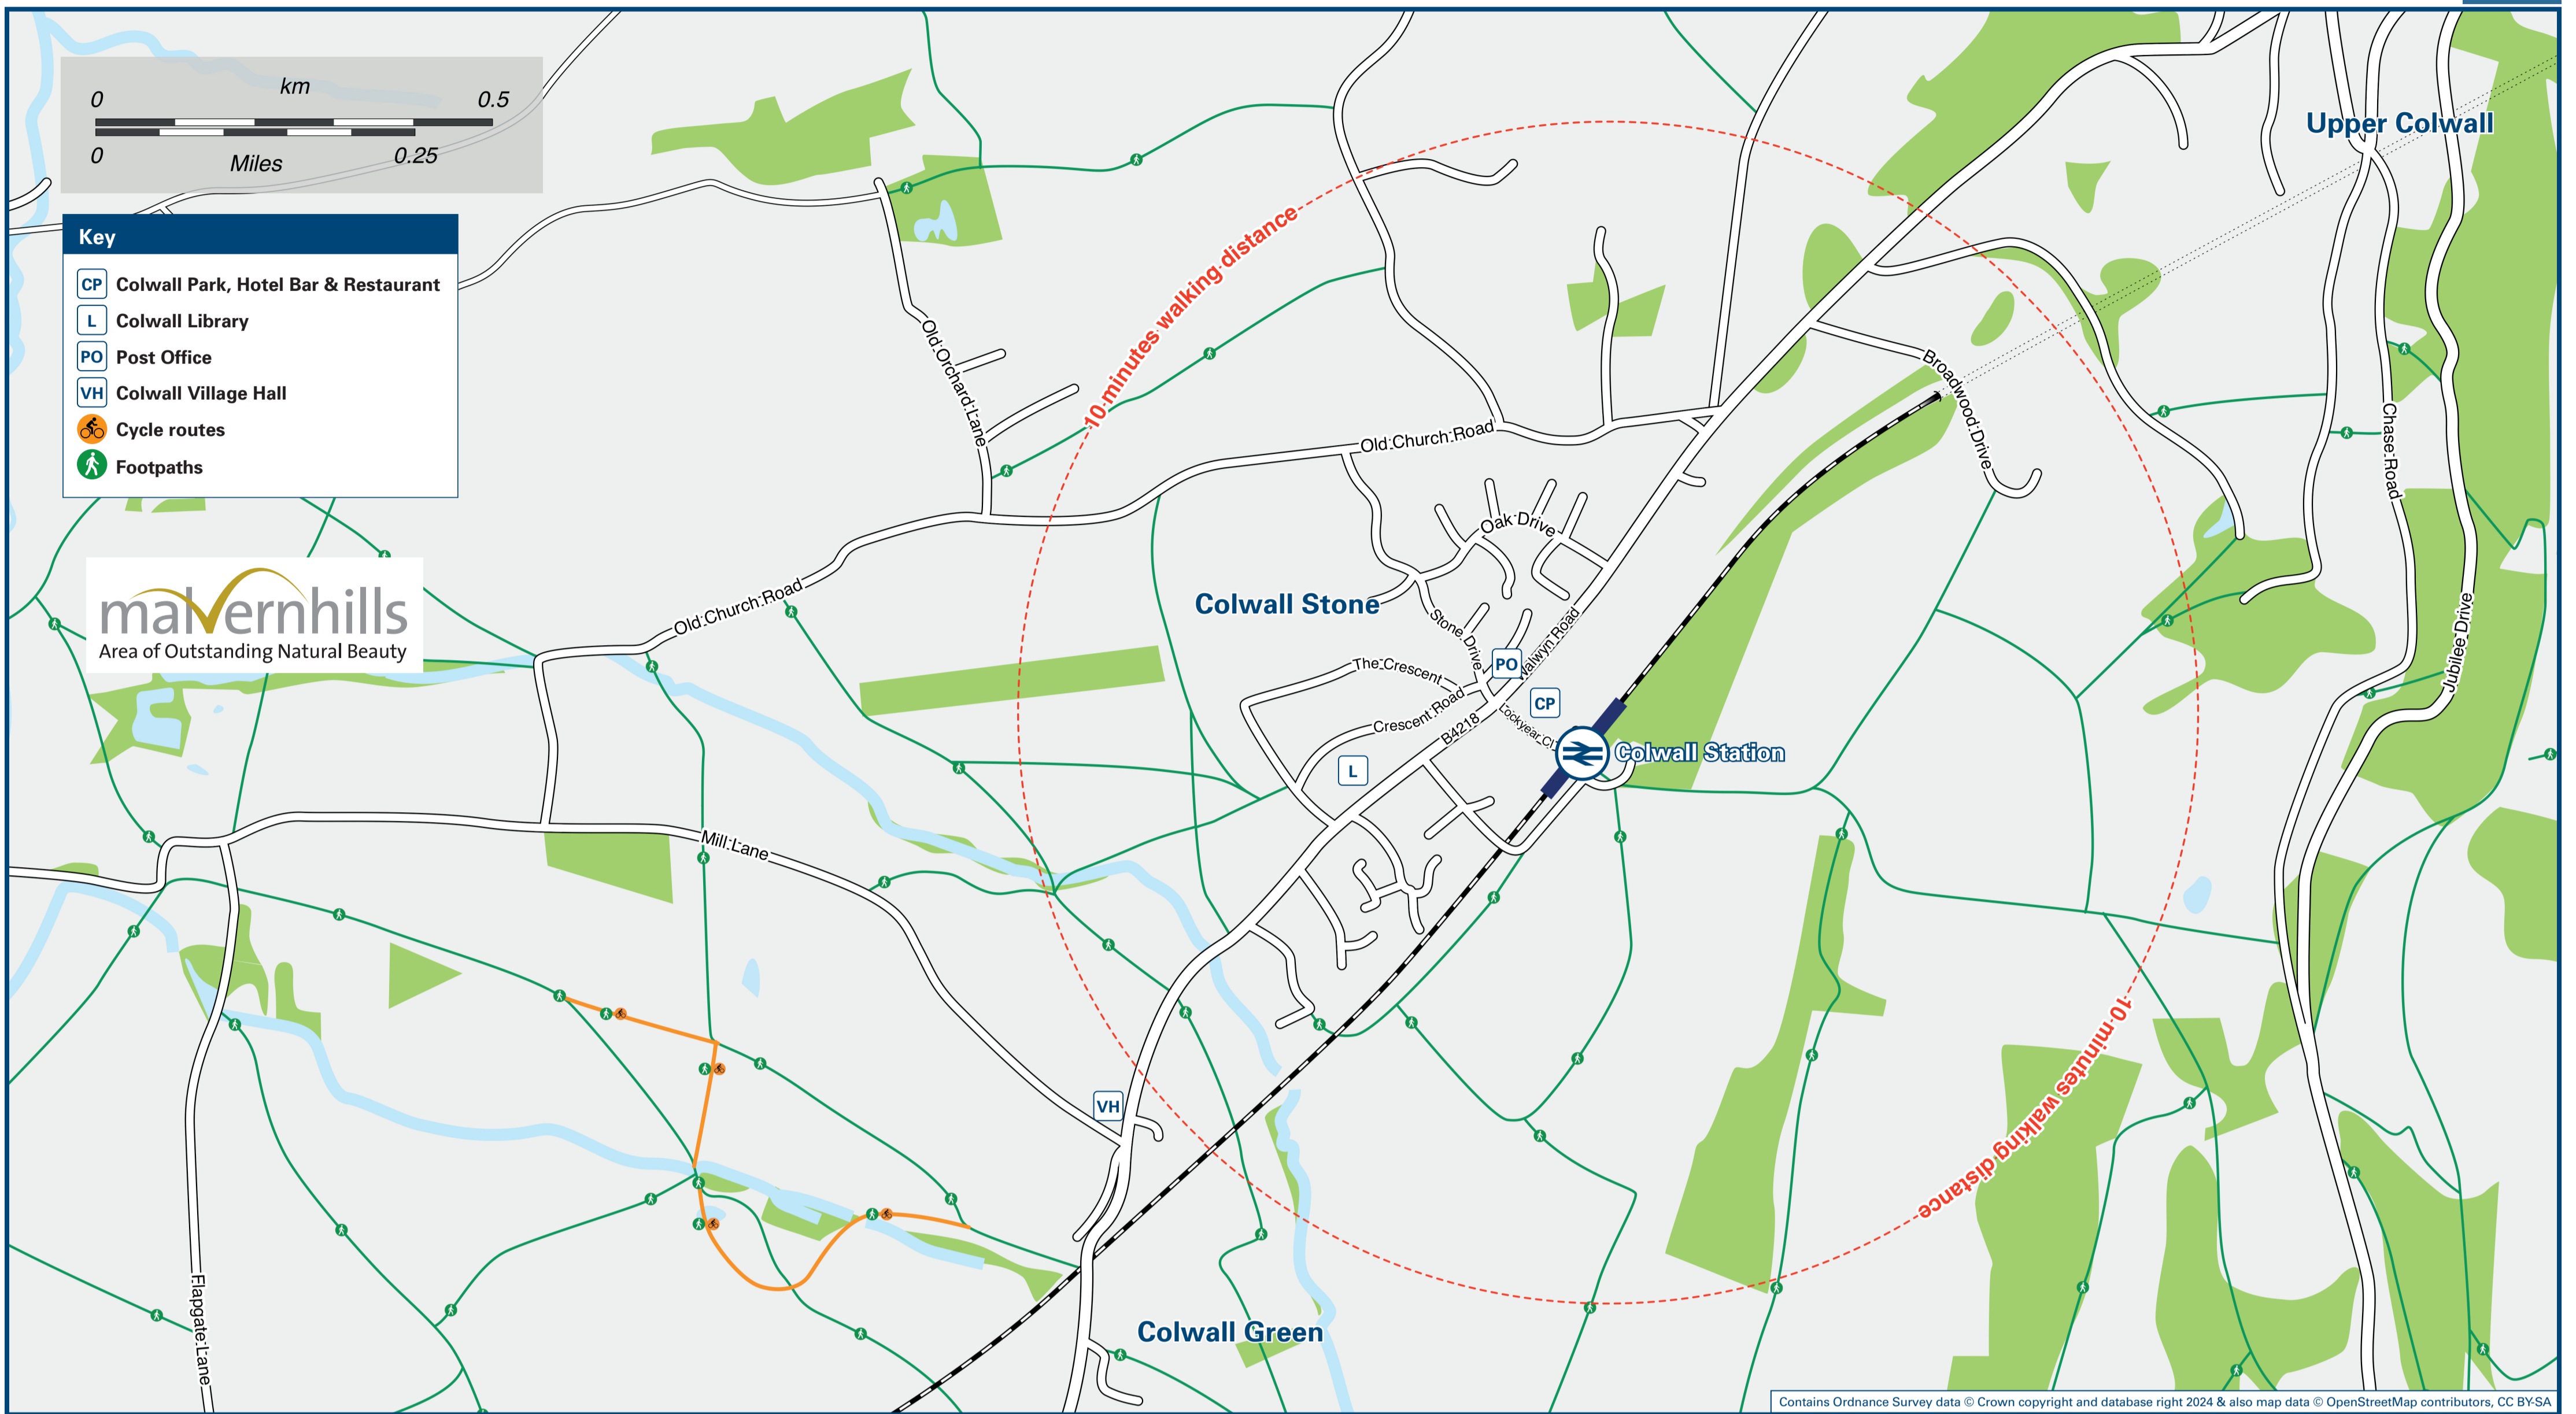 km
0
0.5
0
0.25
Miles
Key
CP Colwall Park, Hotel Bar & Restaurant
L Colwall Library
PO Post Office
VH Colwall Village Hall
Cycle routes
Footpaths
malvernhills
Area of Outstanding Natural Beauty
Upper Colwall
10 minutes walking distance
Old Orchard Lane
Old Church Road
Broadwood Drive
Chase Road
Oak Drive
Colwall Stone
Old Church Road
Stone Drive
Walwyn Road
Jubilee Drive
The Crescent
PO
Crescent Road
CP
B4218
Lockyear Cl
Colwall Station
L
Mill Lane
10 minutes walking distance
VH
Flapgate Lane
Colwall Green
Contains Ordnance Survey data © Crown copyright and database right 2024 & also map data © OpenStreetMap contributors, CC BY-SA